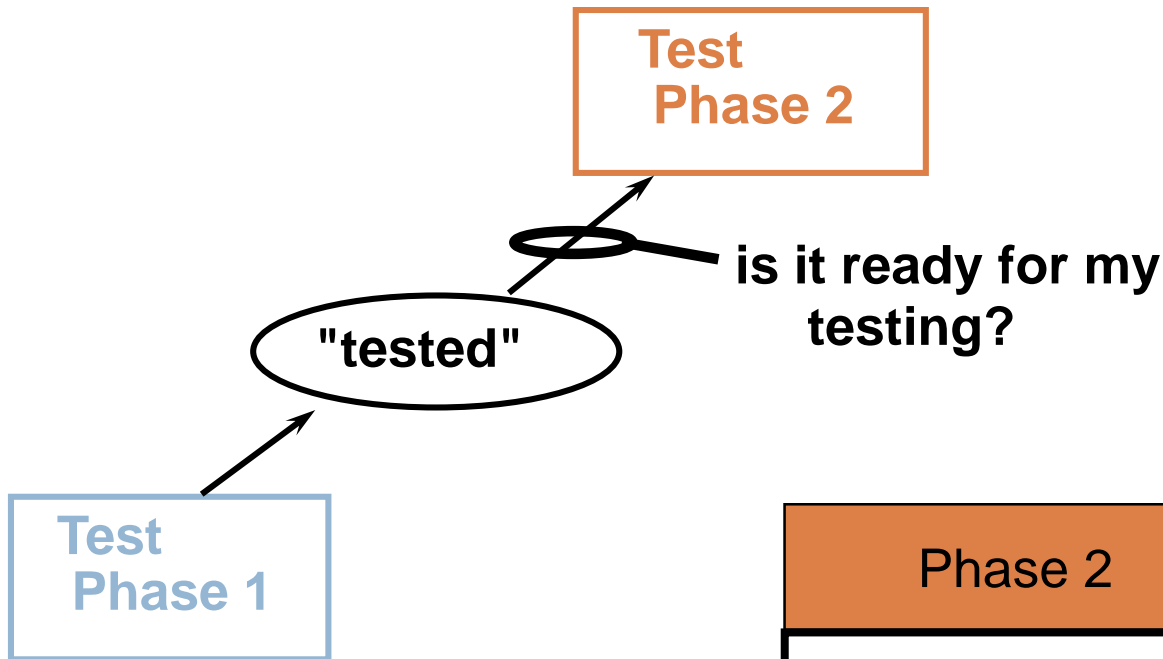 Test
Phase 2
is it ready for my
testing?
"tested"
Test
Phase 1
Phase 2